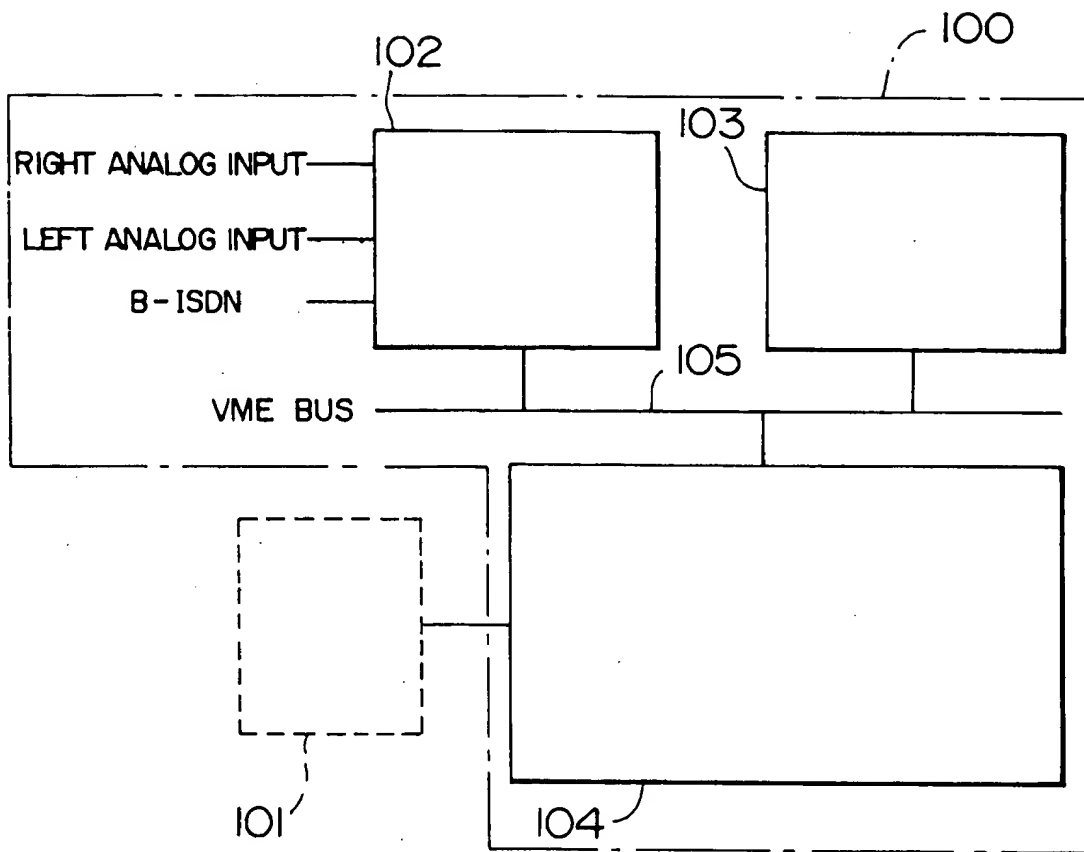 100
102
103
RIGHT ANALOG INPUT
LEFT ANALOG INPUT
B-ISDN
105
VME BUS
101
104